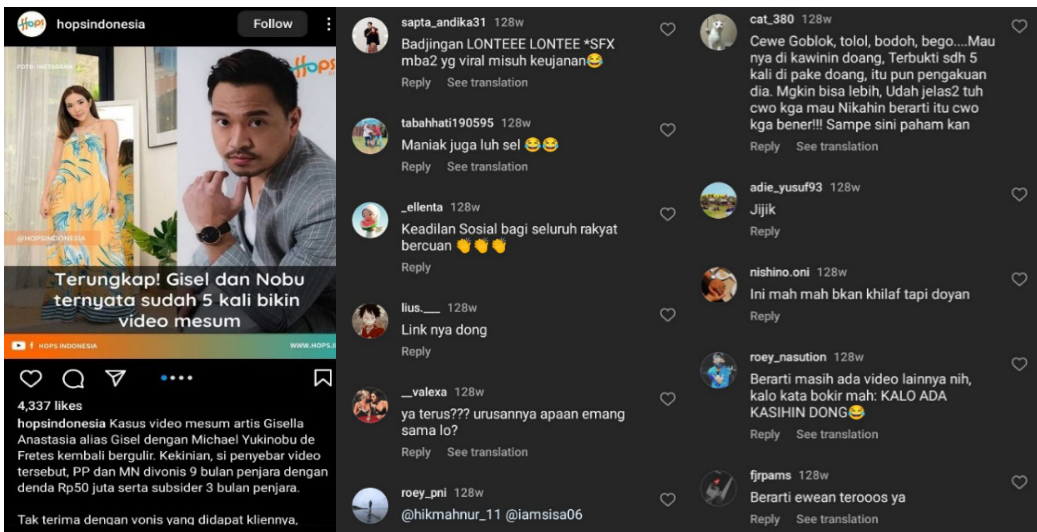 Hops
hopsindonesia
Follow
FOTO: INSTAGRAM
Hops
@HOPSINDONESIA
Terungkap! Gisel dan Nobu
ternyata sudah 5 kali bikin
video mesum
HOPS INDONESIA
WWW.HOPS.I
4,337 likes
hopsindonesia Kasus video mesum artis Gisella
Anastasia alias Gisel dengan Michael Yukinobu de
Fretes kembali bergulir. Kekinian, si penyebar video
tersebut, PP dan MN divonis 9 bulan penjara dengan
denda Rp50 juta serta subsider 3 bulan penjara.
Tak terima dengan vonis yang didapat kliennya,
sapta_andika31 128w
Badjingan LONTEEE LONTEE *SFX
mba2 yg viral misuh keujanan😂
Reply See translation
tabahhati190595 128w
Maniak juga luh sel 😂😂
Reply See translation
_ellenta 128w
Keadilan Sosial bagi seluruh rakyat
bercuan 👏👏👏
Reply
lius.___ 128w
Link nya dong
Reply
__valexa 128w
ya terus??? urusannya apaan emang
sama lo?
Reply See translation
roey_pni 128w
@hikmahnur_11 @iamsisa06
cat_380 128w
Cewe Goblok, tolol, bodoh, bego....Mau
nya di kawinin doang, Terbukti sdh 5
kali di pake doang, itu pun pengakuan
dia. Mgkin bisa lebih, Udah jelas2 tuh
cwo kga mau Nikahin berarti itu cwo
kga bener!!! Sampe sini paham kan
Reply See translation
adie_yusuf93 128w
Jijik
Reply
nishino.oni 128w
Ini mah mah bkan khilaf tapi doyan
Reply
roey_nasution 128w
Berarti masih ada video lainnya nih,
kalo kata bokir mah: KALO ADA
KASIHIN DONG😂
Reply See translation
fjrpams 128w
Berarti ewean terooos ya
Reply See translation